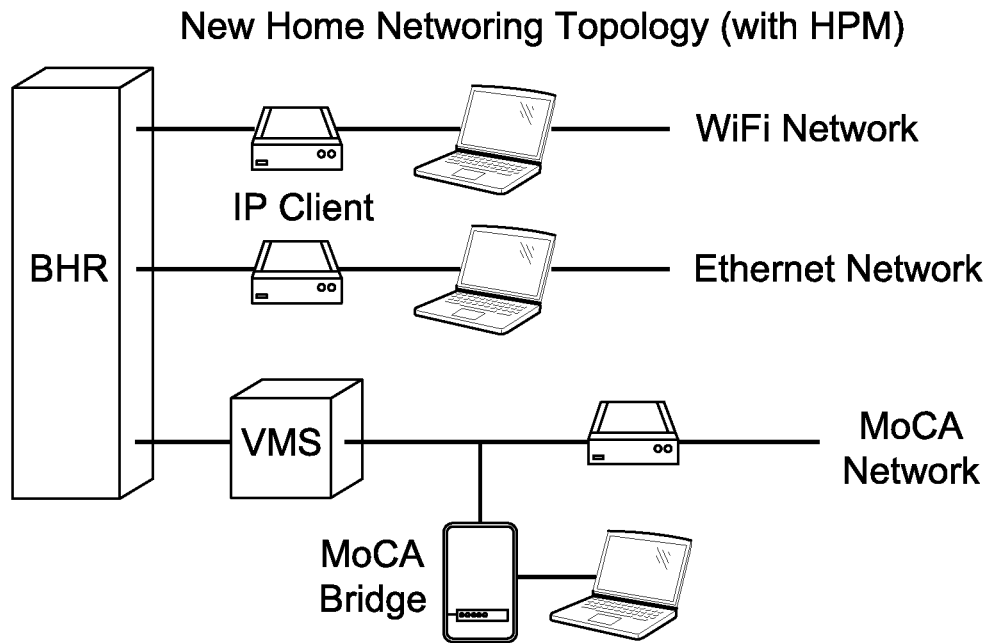 New Home Networing Topology (with HPM)
WiFi Network
IP Client
BHR
Ethernet Network
VMS
MoCA
Network
MoCA
Bridge